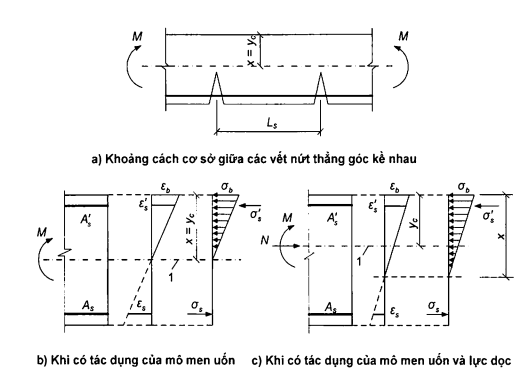 M
x = y_c
M
L_s
a) Khoảng cách cơ sở giữa các vết nứt thẳng góc kề nhau
ε_b
σ_b
ε'_s
σ'_s
A'_s
x = y_c
M
1
A_s
ε_s
σ_s
b) Khi có tác dụng của mô men uốn
ε_b
σ_b
ε'_s
σ'_s
A'_s
y_c
x
M
N
1
A_s
ε_s
σ_s
c) Khi có tác dụng của mô men uốn và lực dọc